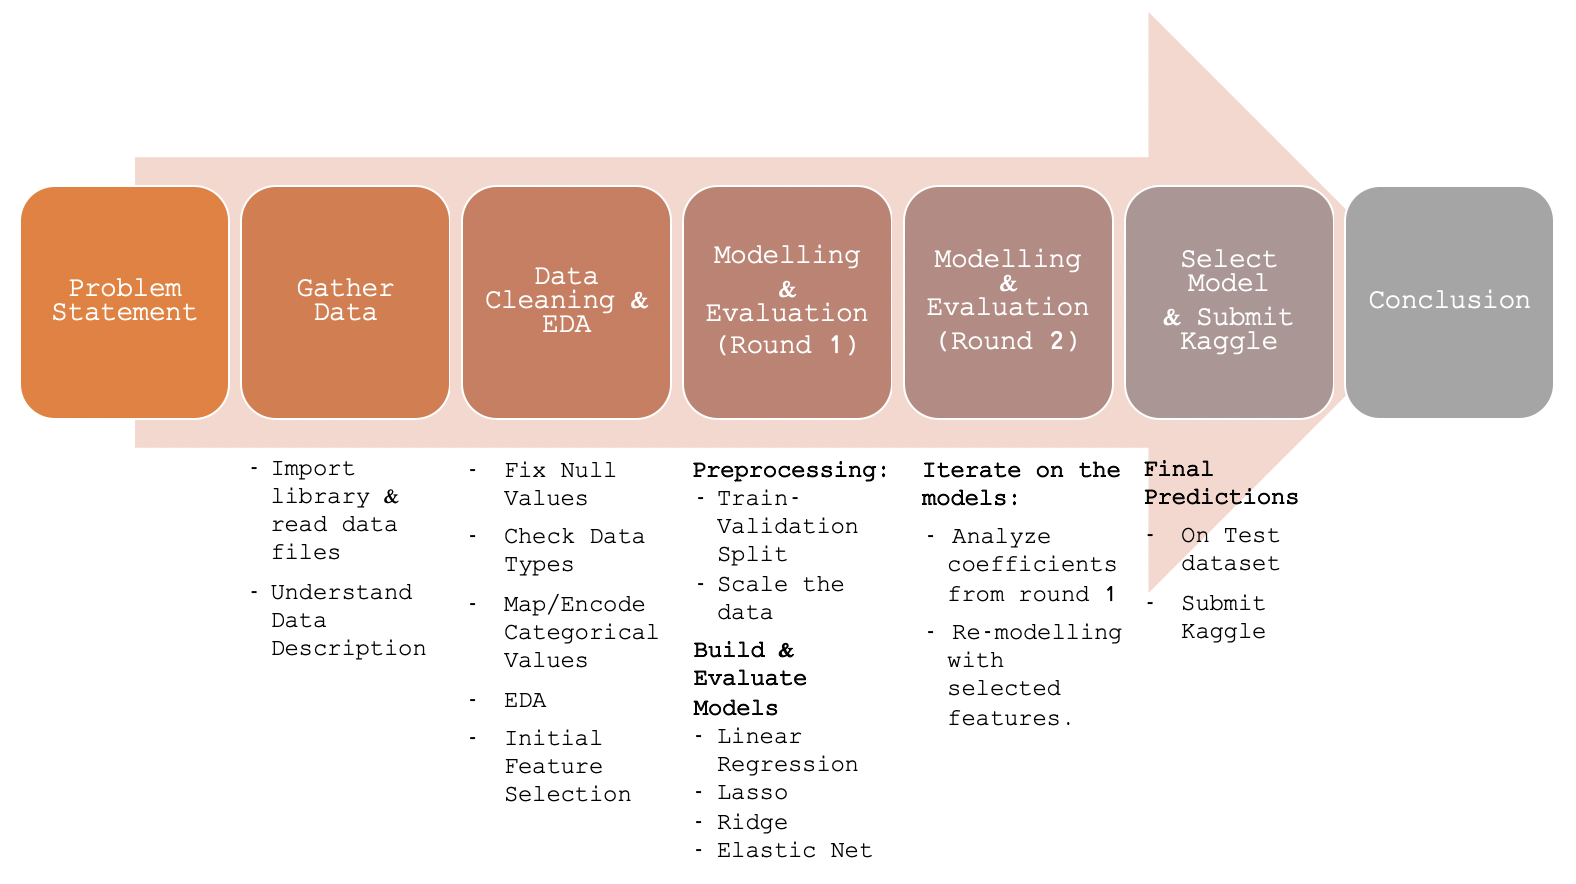 Problem
Statement
Gather
Data
Data
Cleaning &
EDA
Modelling
&
Evaluation
(Round 1)
Modelling
&
Evaluation
(Round 2)
Select
Model
& Submit
Kaggle
Conclusion
- Import
library &
read data
files
- Understand
Data
Description
- Fix Null
Values
- Check Data
Types
- Map/Encode
Categorical
Values
- EDA
- Initial
Feature
Selection
Preprocessing:
- Train-
Validation
Split
- Scale the
data
Build &
Evaluate
Models
- Linear
Regression
- Lasso
- Ridge
- Elastic Net
Iterate on the
models:
- Analyze
coefficients
from round 1
- Re-modelling
with
selected
features.
Final
Predictions
- On Test
dataset
- Submit
Kaggle